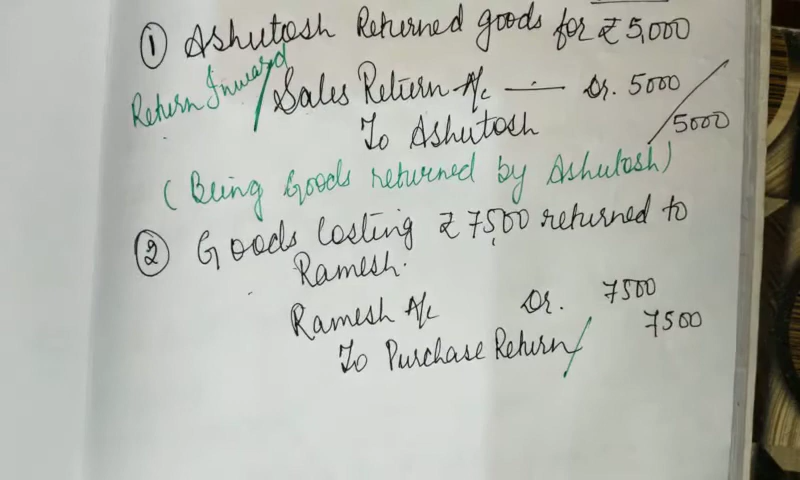 ① Ashutosh Returned goods for ₹ 5,000
Return Inward / Sales Return A/c — Dr. 5000 /
To Ashutosh 5000
(Being Goods returned by Ashutosh)
② Goods Costing ₹ 7500 returned to
Ramesh.
Ramesh A/c Dr. 7500
To Purchase Return / 7500